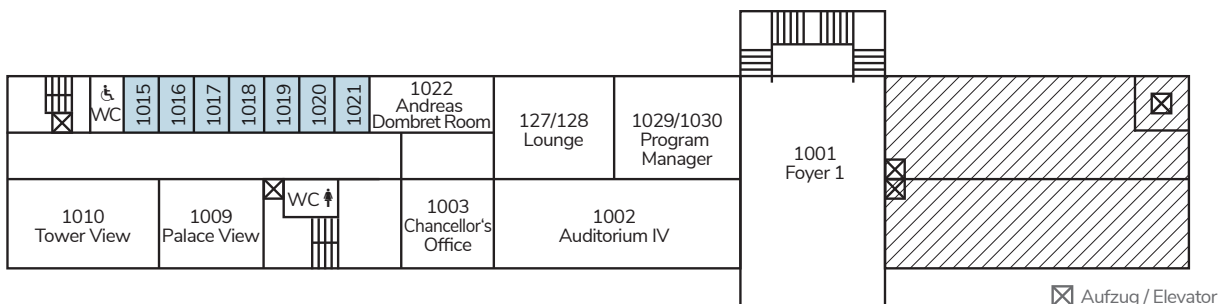 WC
1015
1016
1017
1018
1019
1020
1021
1022
Andreas
Dombret Room
127/128
Lounge
1029/1030
Program
Manager
1001
Foyer 1
1010
Tower View
1009
Palace View
WC
1003
Chancellor's
Office
1002
Auditorium IV
Aufzug / Elevator